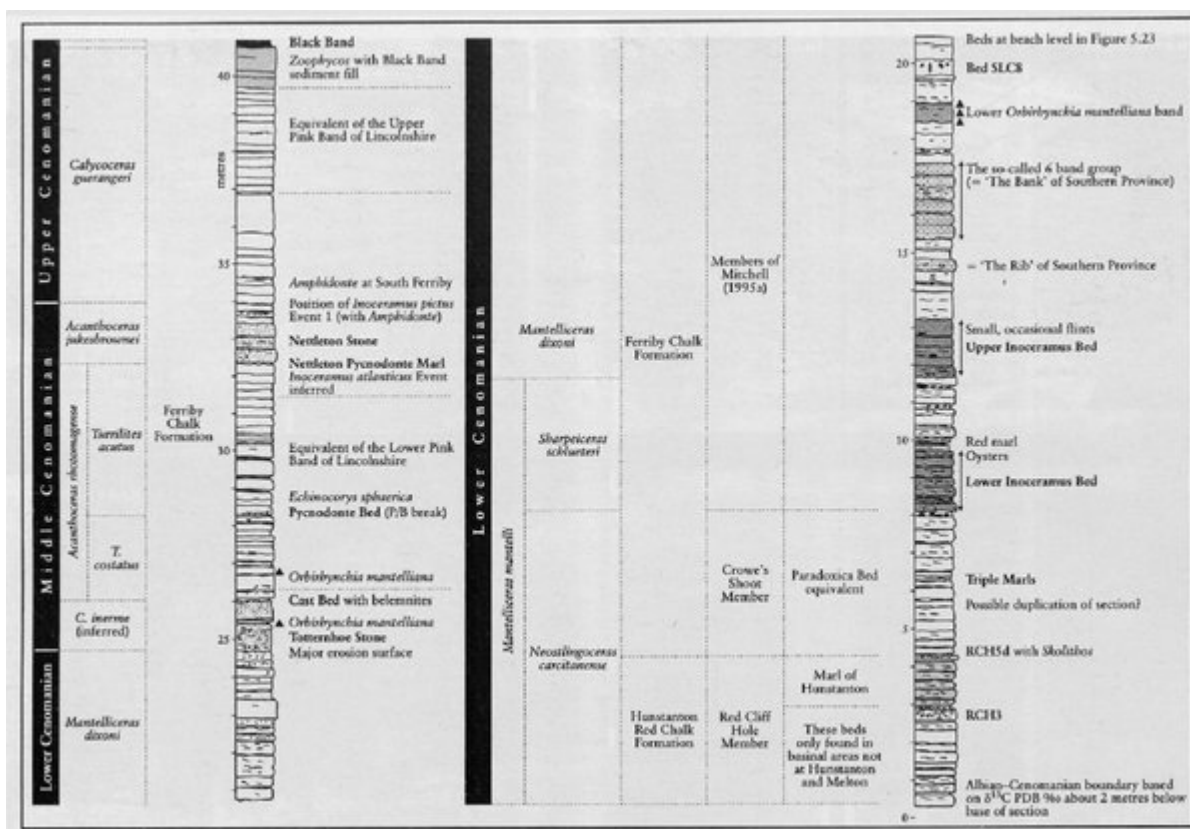 Upper Cenomanian
Middle Cenomanian
Lower Cenomanian
Calycoceras
guerangeri
Acanthoceras
jukesbrownei
Acanthoceras rhotomagense
Turrilites
acutus
T.
costatus
C. inerme
(inferred)
Mantelliceras
dixoni
Ferriby
Chalk
Formation
metres
40
35
30
25
Black Band
Zoophycos with Black Band
sediment fill
Equivalent of the Upper
Pink Band of Lincolnshire
Amphidonte at South Ferriby
Position of Inoceramus pictus
Event 1 (with Amphidonte)
Nettleton Stone
Nettleton Pycnodonte Marl
Inoceramus atlanticus Event
inferred
Equivalent of the Lower Pink
Band of Lincolnshire
Echinocorys sphaerica
Pycnodonte Bed (P/B break)
Orbirhynchia mantelliana
Cast Bed with belemnites
Orbirhynchia mantelliana
Totternhoe Stone
Major erosion surface
Lower Cenomanian
Mantelliceras mantelli
Mantelliceras
dixoni
Sharpeiceras
schlueteri
Neostlingoceras
carcitanense
Ferriby Chalk
Formation
Hunstanton
Red Chalk
Formation
Members of
Mitchell
(1995a)
Crowe's
Shoot
Member
Red Cliff
Hole
Member
Paradoxica Bed
equivalent
Marl of
Hunstanton
These beds
only found in
basinal areas not
at Hunstanton
and Melton
20
15
10
5
0
Beds at beach level in Figure 5.23
Bed SLC8
Lower Orbirhynchia mantelliana band
The so-called 6 band group
(= 'The Bank' of Southern Province)
= 'The Rib' of Southern Province
Small, occasional flints
Upper Inoceramus Bed
Red marl
Oysters
Lower Inoceramus Bed
Triple Marls
Possible duplication of section?
RCH5d with Skolithos
RCH3
Albian–Cenomanian boundary based
on δ¹³C PDB ‰ about 2 metres below
base of section